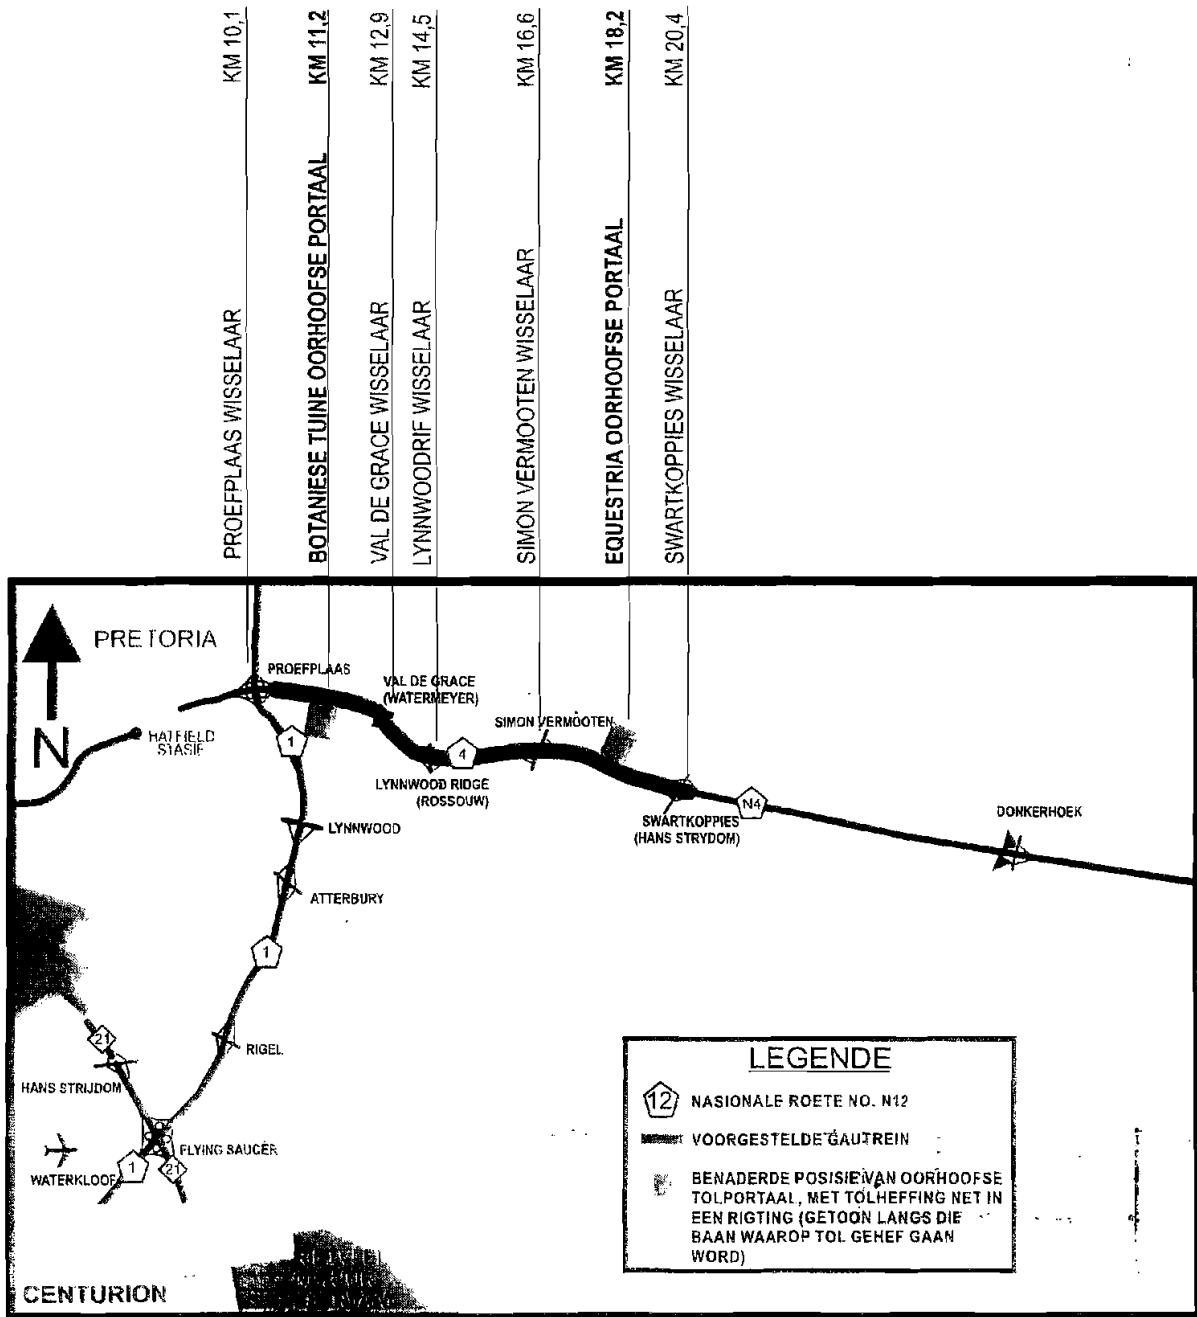 PROEFPLAAS WISSELAAR KM 10,1
BOTANIESE TUINE OORHOOFSE PORTAAL KM 11,2
VAL DE GRACE WISSELAAR KM 12,9
LYNNWOODRIF WISSELAAR KM 14,5
SIMON VERMOOTEN WISSELAAR KM 16,6
EQUESTRIA OORHOOFSE PORTAAL KM 18,2
SWARTKOPPIES WISSELAAR KM 20,4
PRETORIA
N
PROEFPLAAS
VAL DE GRACE
(WATERMEYER)
HATFIELD
STASIE
1
SIMON VERMOOTEN
4
LYNNWOOD RIDGE
(ROSSOUW)
SWARTKOPPIES
(HANS STRYDOM)
N4
DONKERHOEK
LYNNWOOD
ATTERBURY
1
RIGEL
21
HANS STRIJDOM
FLYING SAUCER
WATERKLOOF
1
21
CENTURION
LEGENDE
12 NASIONALE ROETE NO. N12
VOORGESTELDE GAUTREIN
BENADERDE POSISIE VAN OORHOOFSE
TOLPORTAAL, MET TOLHEFFING NET IN
EEN RIGTING (GETOON LANGS DIE
BAAN WAAROP TOL GEHEF GAAN
WORD)